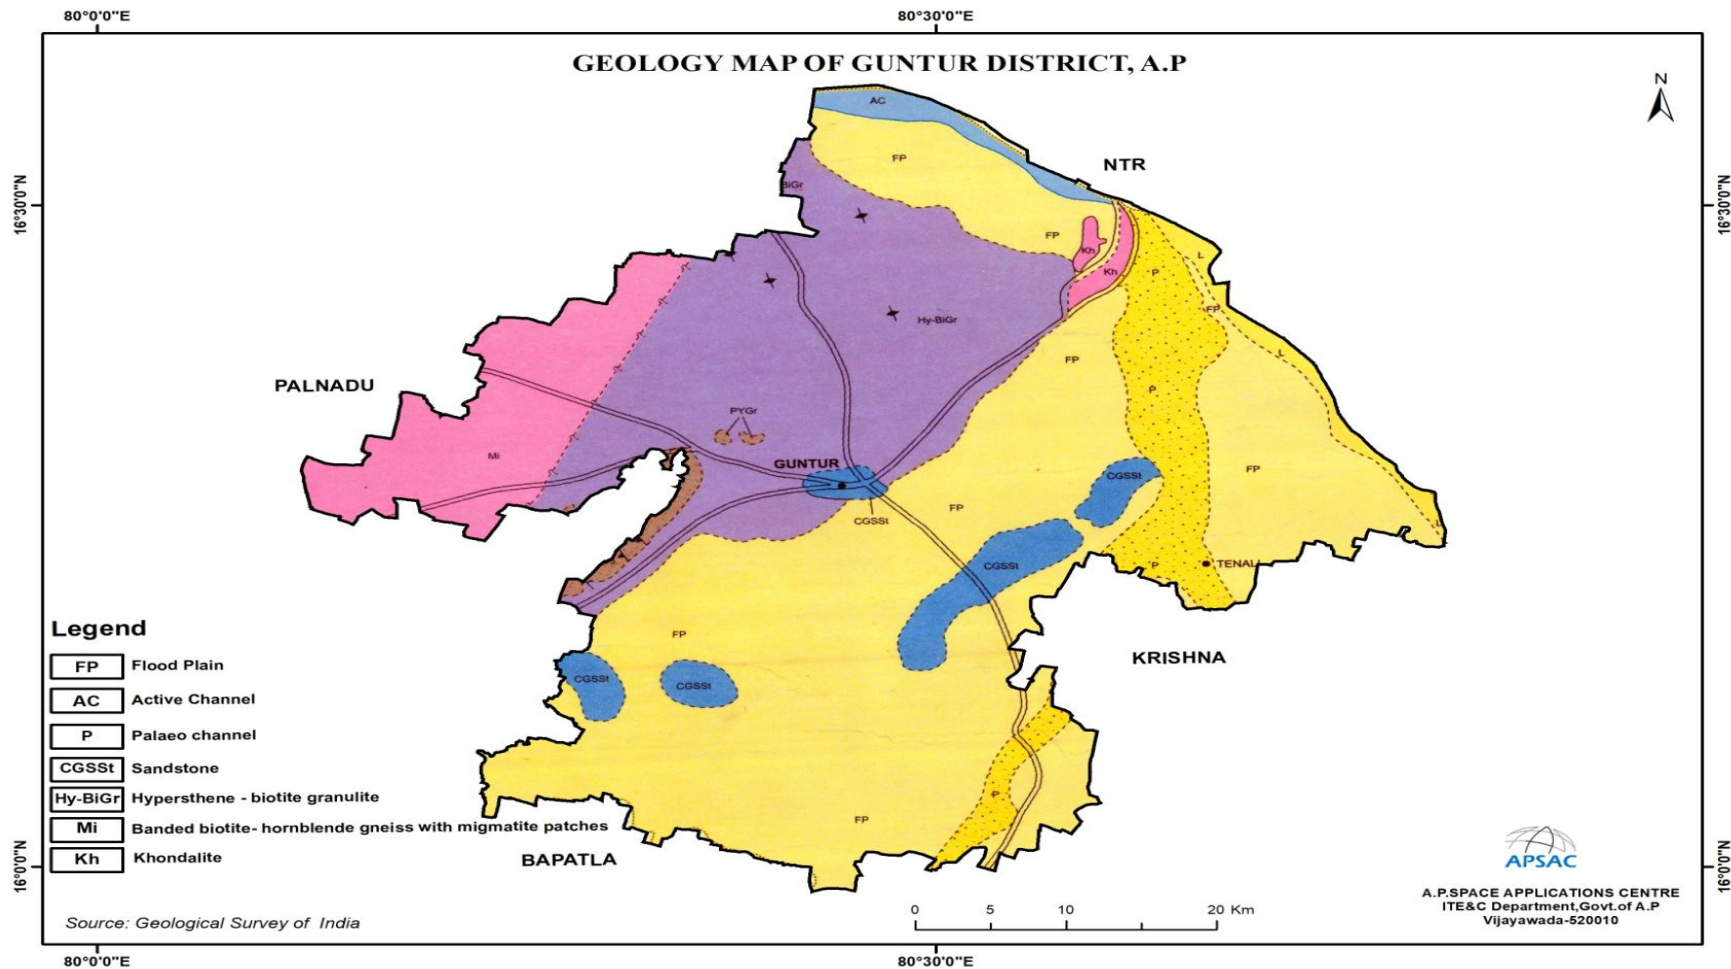 80°0'0"E
80°30'0"E
GEOLOGY MAP OF GUNTUR DISTRICT, A.P
N
AC
FP
NTR
BiGr
16°30'0"N
16°30'0"N
FP
Kh
L
Kh
P
FP
Hy-BiGr
L
FP
PALNADU
P
PYGr
Mi
GUNTUR
FP
CGSSt
FP
CGSSt
L
CGSSt
P
TENALI
Legend
FP
FP Flood Plain
KRISHNA
CGSSt
CGSSt
AC Active Channel
P Palaeo channel
CGSSt Sandstone
Hy-BiGr Hypersthene - biotite granulite
P
Mi Banded biotite- hornblende gneiss with migmatite patches
FP
Kh Khondalite
BAPATLA
16°0'0"N
16°0'0"N
APSAC
A.P.SPACE APPLICATIONS CENTRE
ITE&C Department,Govt.of A.P
Vijayawada-520010
Source: Geological Survey of India
0 5 10 20 Km
80°0'0"E
80°30'0"E